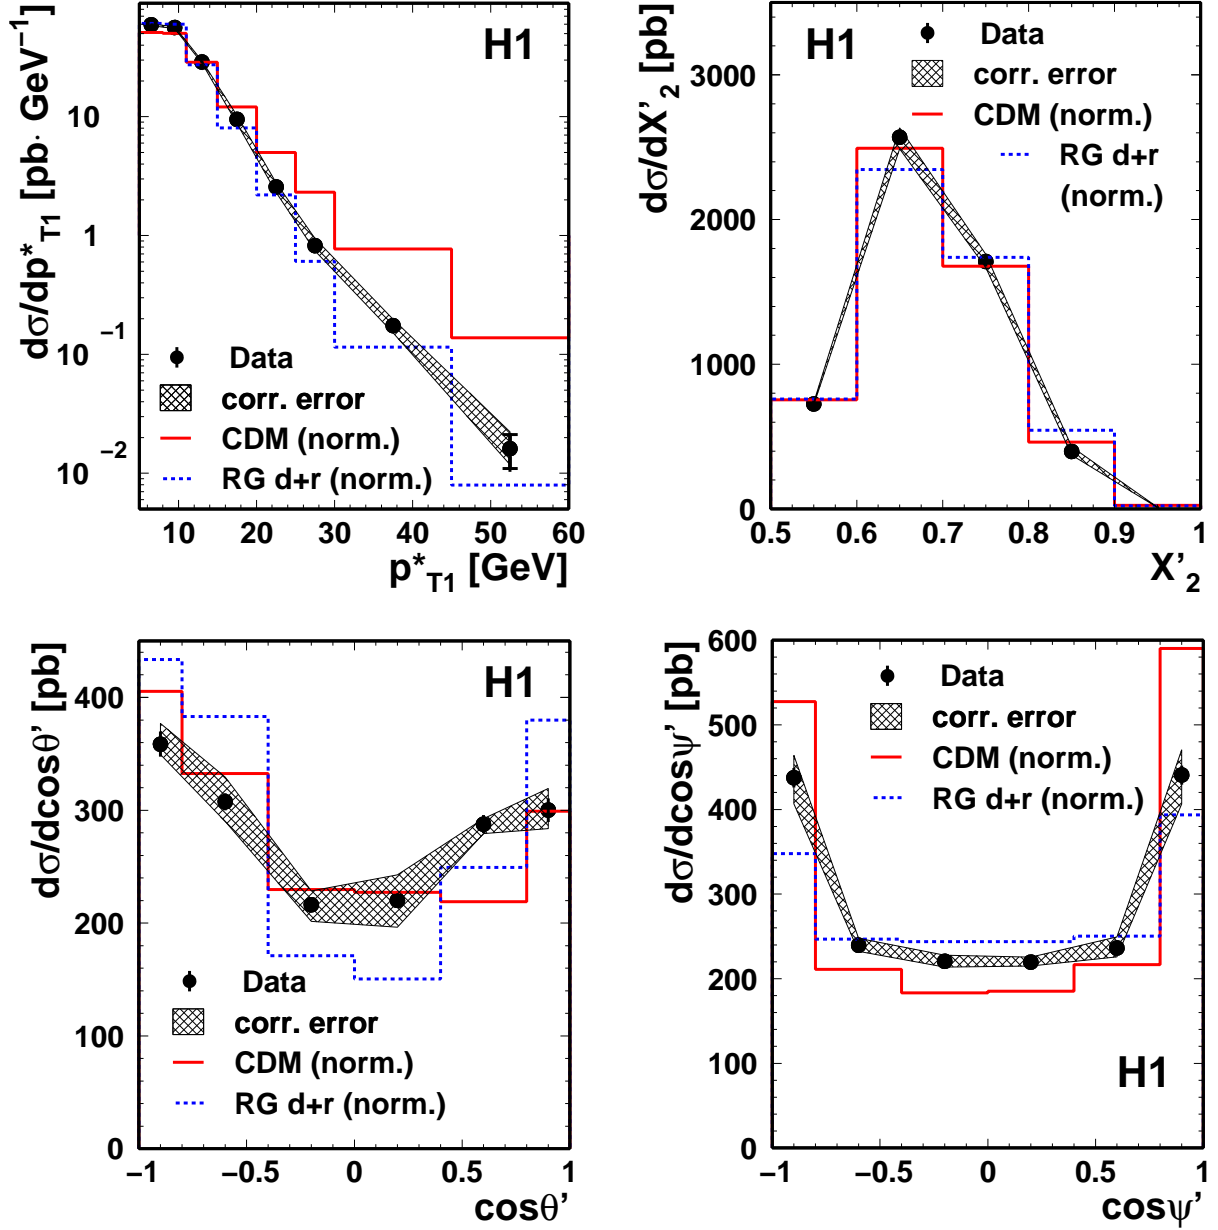 dσ/dp*T1 [pb· GeV−1]
H1
10
1
10−1
10−2
Data
corr. error
CDM (norm.)
RG d+r (norm.)
10 20 30 40 50 60
p*T1 [GeV]
dσ/dX'2 [pb]
H1
Data
corr. error
CDM (norm.)
RG d+r
(norm.)
3000
2000
1000
0
0.5 0.6 0.7 0.8 0.9 1
X'2
dσ/dcosθ' [pb]
H1
400
300
200
100
0
Data
corr. error
CDM (norm.)
RG d+r (norm.)
−1 −0.5 0 0.5 1
cosθ'
dσ/dcosψ' [pb]
600
500
400
300
200
100
0
Data
corr. error
CDM (norm.)
RG d+r (norm.)
H1
−1 −0.5 0 0.5 1
cosψ'